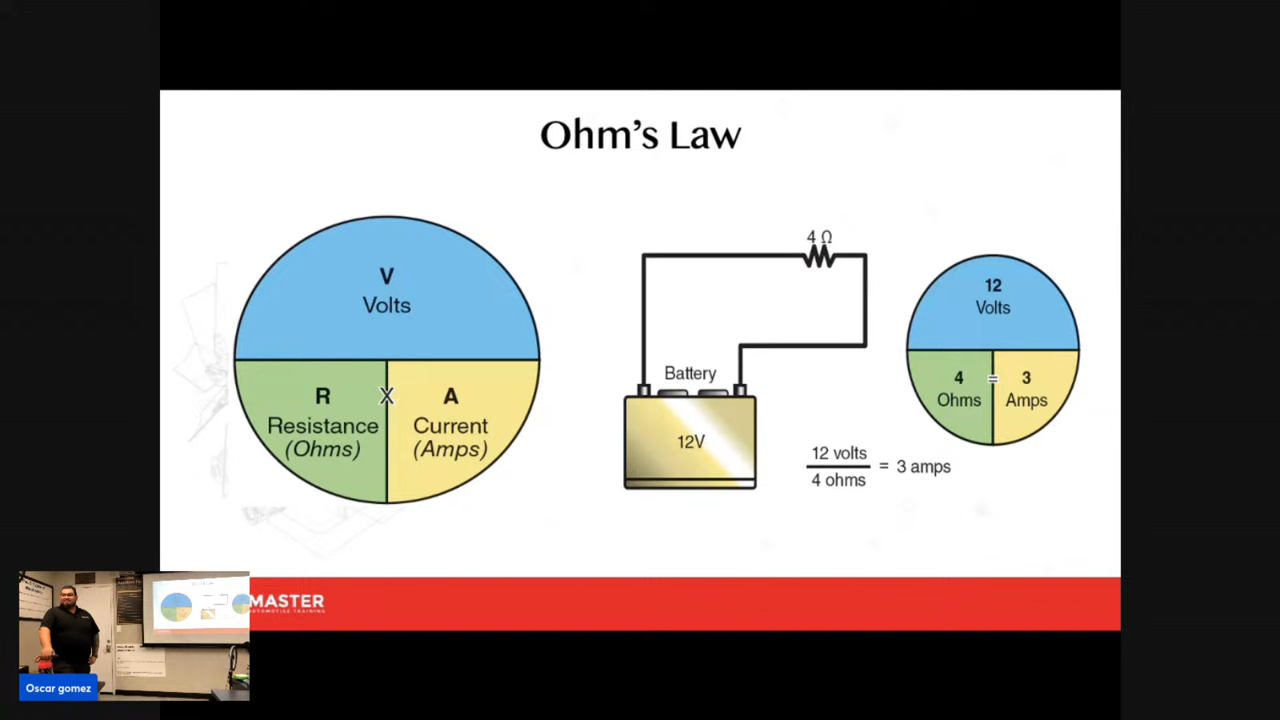 Ohm's Law
V
Volts
R
Resistance
(Ohms)
X
A
Current
(Amps)
4 Ω
Battery
12V
12 volts
4 ohms
= 3 amps
12
Volts
4
Ohms
=
3
Amps
MASTER
AUTOMOTIVE TRAINING
Oscar gomez